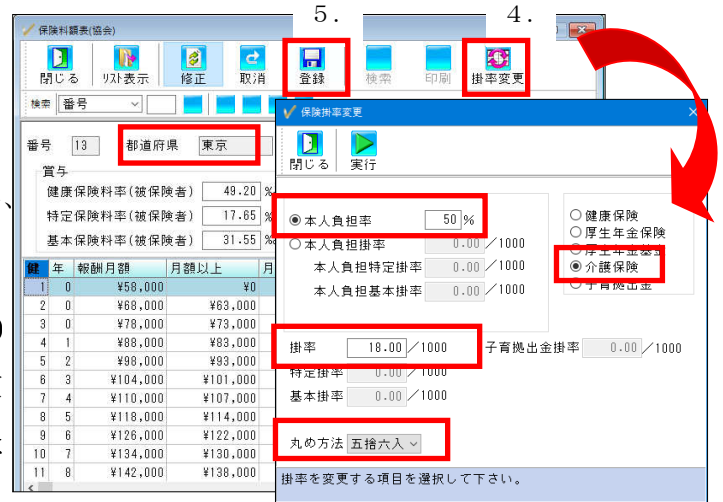 5．
4．
保険料額表(協会)
閉じる
リスト表示
修正
取消
登録
検索
印刷
掛率変更
検索
番号
番号 13 都道府県 東京
賞与
健康保険料率(被保険者) 49.20 %
特定保険料率(被保険者) 17.65 %
基本保険料率(被保険者) 31.55 %
健 年 報酬月額 月額以上 月
1 0 ¥58,000 ¥0
2 0 ¥68,000 ¥63,000
3 0 ¥78,000 ¥73,000
4 1 ¥88,000 ¥83,000
5 2 ¥98,000 ¥93,000
6 3 ¥104,000 ¥101,000
7 4 ¥110,000 ¥107,000
8 5 ¥118,000 ¥114,000
9 6 ¥126,000 ¥122,000
10 7 ¥134,000 ¥130,000
11 8 ¥142,000 ¥138,000
保険掛率変更
閉じる
実行
本人負担率 50 %
本人負担掛率 0.00 ／1000
本人負担特定掛率 0.00 ／1000
本人負担基本掛率 0.00 ／1000
健康保険
厚生年金保険
厚生年金基金
介護保険
子育拠出金
掛率 18.00 ／1000
子育拠出金掛率 0.00 ／1000
特定掛率 0.00 ／1000
基本掛率 0.00 ／1000
丸め方法 五捨六入
掛率を変更する項目を選択して下さい。